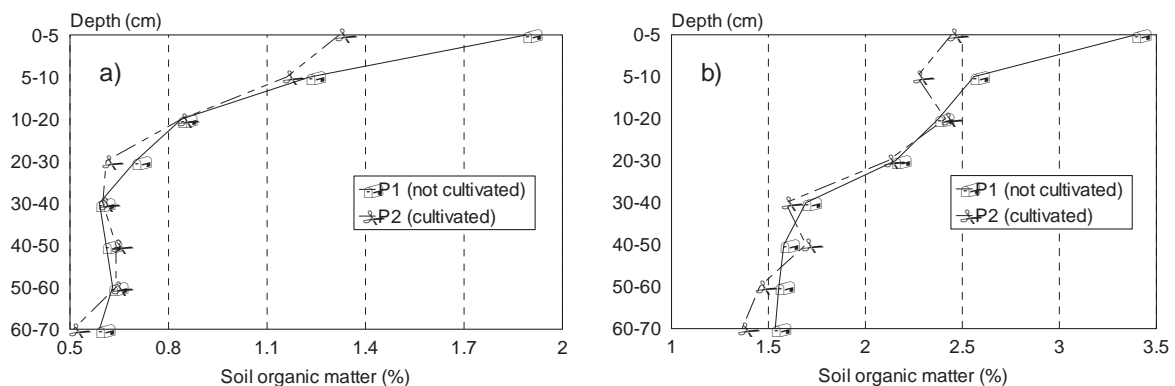 Depth (cm)
0-5
5-10
10-20
20-30
30-40
40-50
50-60
60-70
a)
P1 (not cultivated)
P2 (cultivated)
0.5 0.8 1.1 1.4 1.7 2
Soil organic matter (%)
Depth (cm)
0-5
5-10
10-20
20-30
30-40
40-50
50-60
60-70
b)
P1 (not cultivated)
P2 (cultivated)
1 1.5 2 2.5 3 3.5
Soil organic matter (%)